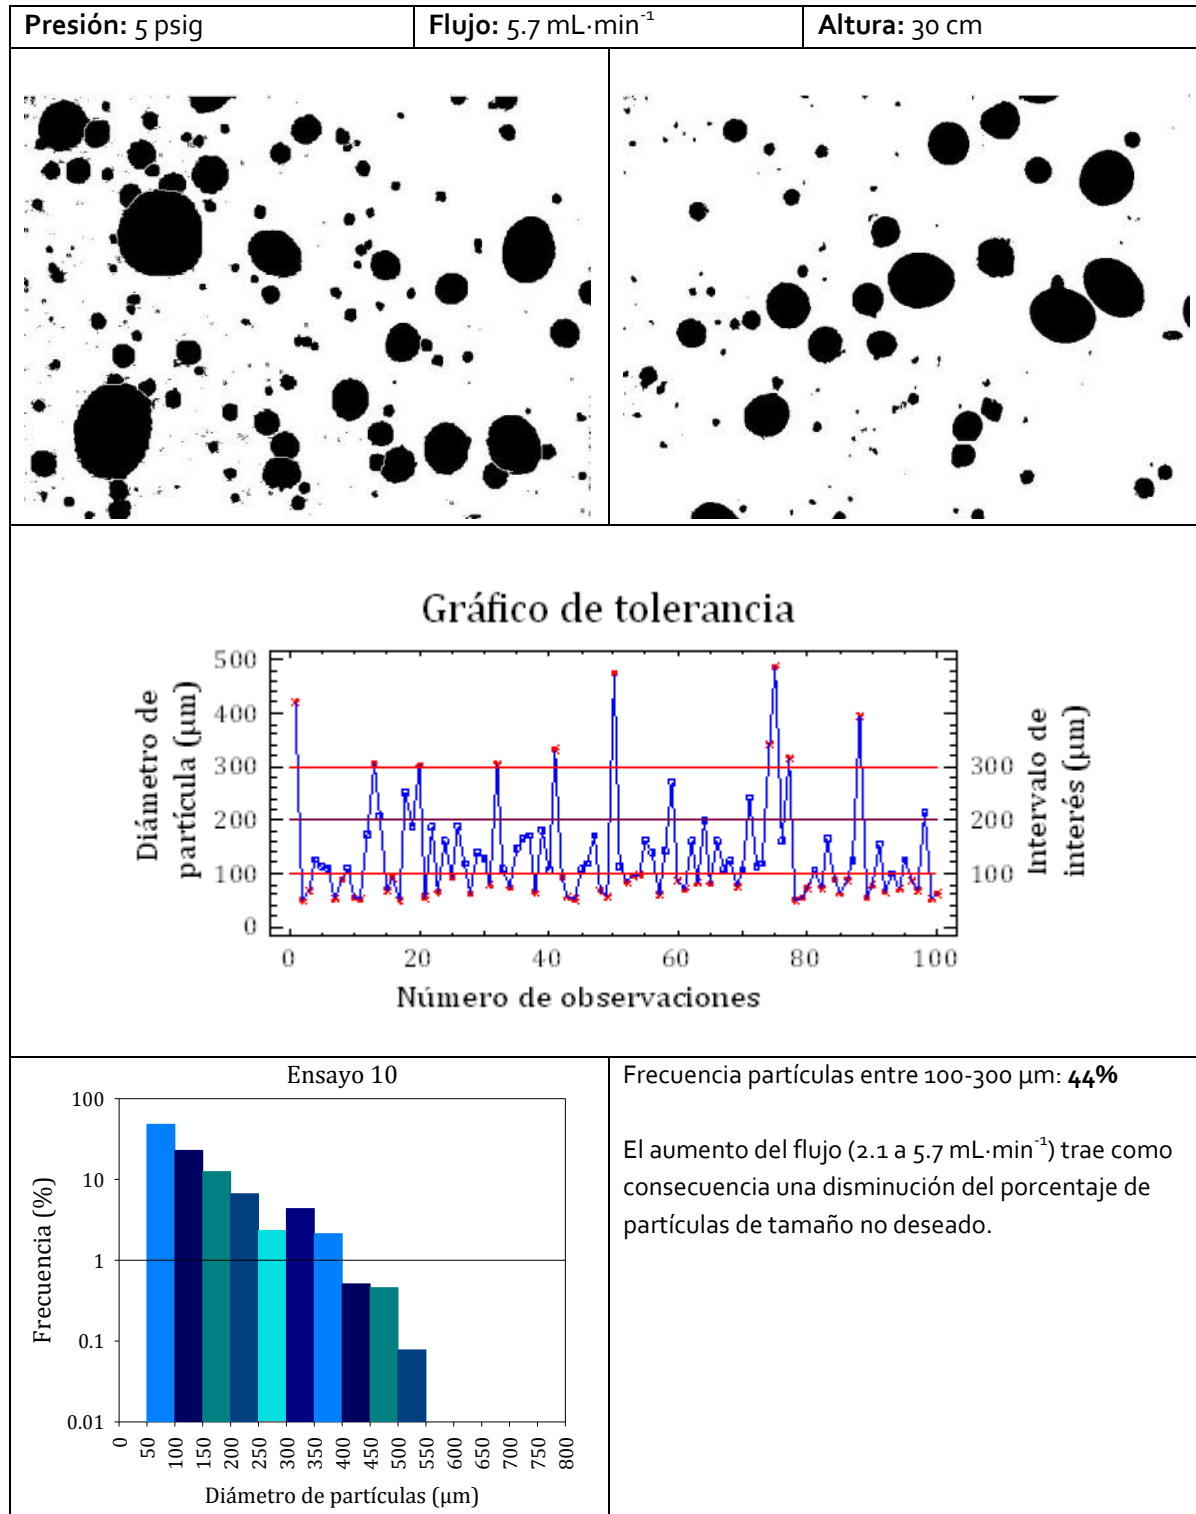 Presión: 5 psig
Flujo: 5.7 mL·min⁻¹
Altura: 30 cm
Gráfico de tolerancia
Diámetro de
partícula (µm)
500
400
300
200
100
0
0 20 40 60 80 100
Número de observaciones
300
200
100
Intervalo de
interés (µm)
Ensayo 10
Frecuencia (%)
100
10
1
0.1
0.01
0 50 100 150 200 250 300 350 400 450 500 550 600 650 700 750 800
Diámetro de partículas (µm)
Frecuencia partículas entre 100-300 µm: 44%
El aumento del flujo (2.1 a 5.7 mL·min⁻¹) trae como
consecuencia una disminución del porcentaje de
partículas de tamaño no deseado.